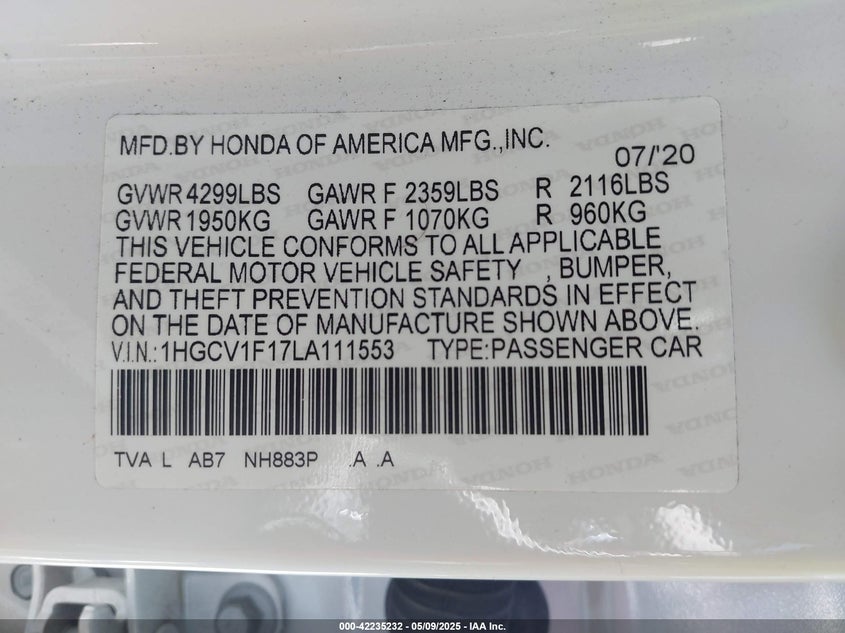 MFD.BY HONDA OF AMERICA MFG.,INC.
07/'20
GVWR 4299LBS GAWR F 2359LBS R 2116LBS
GVWR 1950KG GAWR F 1070KG R 960KG
THIS VEHICLE CONFORMS TO ALL APPLICABLE
FEDERAL MOTOR VEHICLE SAFETY , BUMPER,
AND THEFT PREVENTION STANDARDS IN EFFECT
ON THE DATE OF MANUFACTURE SHOWN ABOVE.
V.I.N.:1HGCV1F17LA111553 TYPE:PASSENGER CAR
TVA L AB7 NH883P .A .A
000-42235232 - 05/09/2025 - IAA Inc.